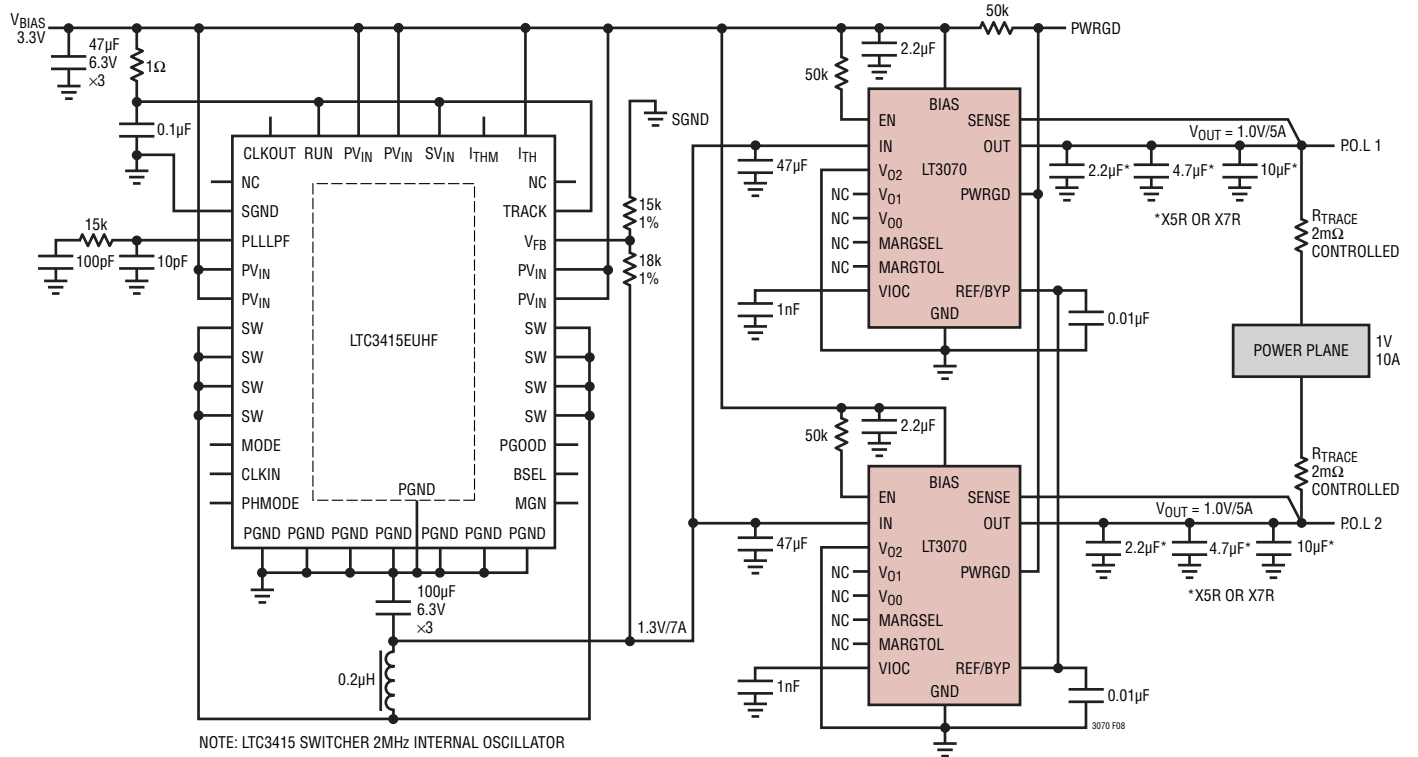 VBIAS
3.3V
47µF
6.3V
×3
1Ω
0.1µF
50k
PWRGD
2.2µF
50k
SGND
CLKOUT RUN PVIN PVIN SVIN ITHM ITH
NC
SGND
PLLLPF
PVIN
PVIN
SW
SW
SW
SW
MODE
CLKIN
PHMODE
NC
TRACK
VFB
PVIN
PVIN
SW
SW
SW
SW
PGOOD
BSEL
MGN
LTC3415EUHF
PGND
PGND PGND PGND PGND PGND PGND PGND
15k
100pF
10pF
15k
1%
18k
1%
100µF
6.3V
×3
0.2µH
1.3V/7A
NOTE: LTC3415 SWITCHER 2MHz INTERNAL OSCILLATOR
47µF
NC
NC
NC
NC
1nF
BIAS
EN
IN
VO2
VO1
VO0
MARGSEL
MARGTOL
VIOC
SENSE
OUT
LT3070
PWRGD
REF/BYP
GND
0.01µF
VOUT = 1.0V/5A
P.O.L 1
2.2µF*
4.7µF*
10µF*
*X5R OR X7R
RTRACE
2mΩ
CONTROLLED
POWER PLANE
1V
10A
RTRACE
2mΩ
CONTROLLED
50k
2.2µF
47µF
NC
NC
NC
NC
1nF
BIAS
EN
IN
VO2
VO1
VO0
MARGSEL
MARGTOL
VIOC
SENSE
OUT
LT3070
PWRGD
REF/BYP
GND
0.01µF
VOUT = 1.0V/5A
P.O.L 2
2.2µF*
4.7µF*
10µF*
*X5R OR X7R
3070 F08